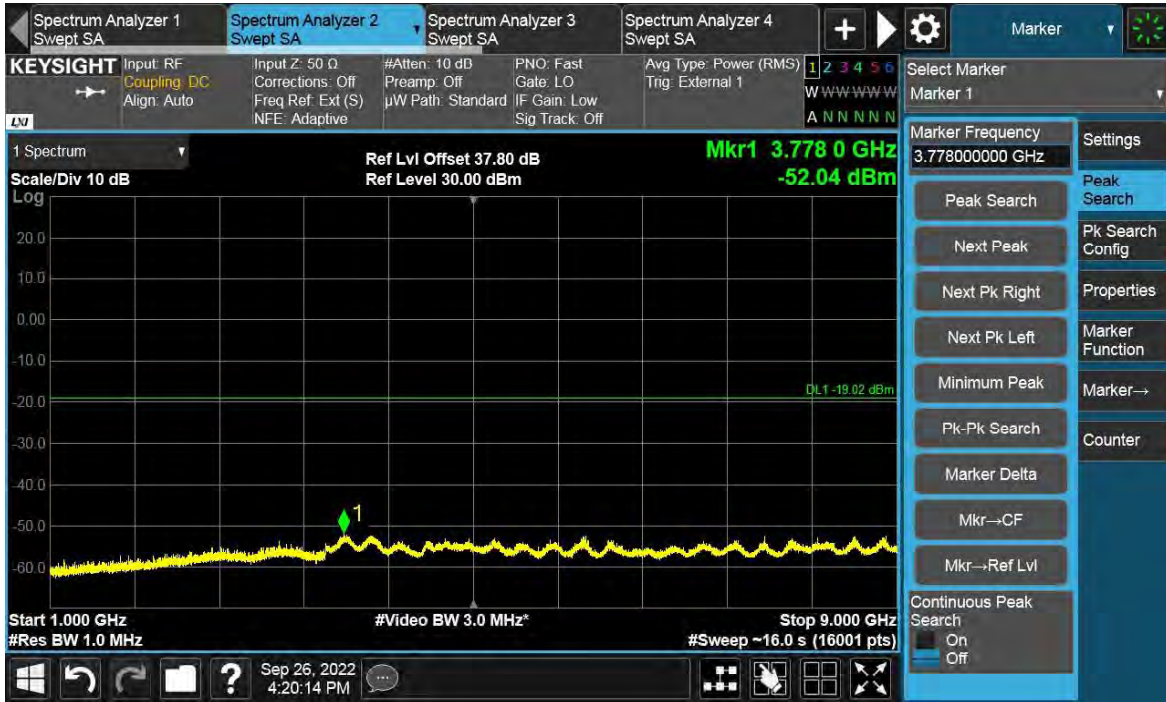 Spectrum Analyzer 1
Swept SA
Spectrum Analyzer 2
Swept SA
Spectrum Analyzer 3
Swept SA
Spectrum Analyzer 4
Swept SA
+
Marker
KEYSIGHT
LXI
Input: RF
Coupling: DC
Align: Auto
Input Z: 50 Ω
Corrections: Off
Freq Ref: Ext (S)
NFE: Adaptive
#Atten: 10 dB
Preamp: Off
µW Path: Standard
PNO: Fast
Gate: LO
IF Gain: Low
Sig Track: Off
Avg Type: Power (RMS)
Trig: External 1
1 2 3 4 5 6
W W W W W W
A N N N N N
Select Marker
Marker 1
1 Spectrum
Scale/Div 10 dB
Log
Ref Lvl Offset 37.80 dB
Ref Level 30.00 dBm
Mkr1 3.778 0 GHz
-52.04 dBm
20.0
10.0
0.00
-10.0
-20.0
-30.0
-40.0
-50.0
-60.0
DL1 -19.02 dBm
1
Start 1.000 GHz
#Res BW 1.0 MHz
#Video BW 3.0 MHz*
Stop 9.000 GHz
#Sweep ~16.0 s (16001 pts)
Marker Frequency
3.778000000 GHz
Peak Search
Next Peak
Next Pk Right
Next Pk Left
Minimum Peak
Pk-Pk Search
Marker Delta
Mkr→CF
Mkr→Ref Lvl
Continuous Peak
Search
On
Off
Settings
Peak
Search
Pk Search
Config
Properties
Marker
Function
Marker→
Counter
?
Sep 26, 2022
4:20:14 PM